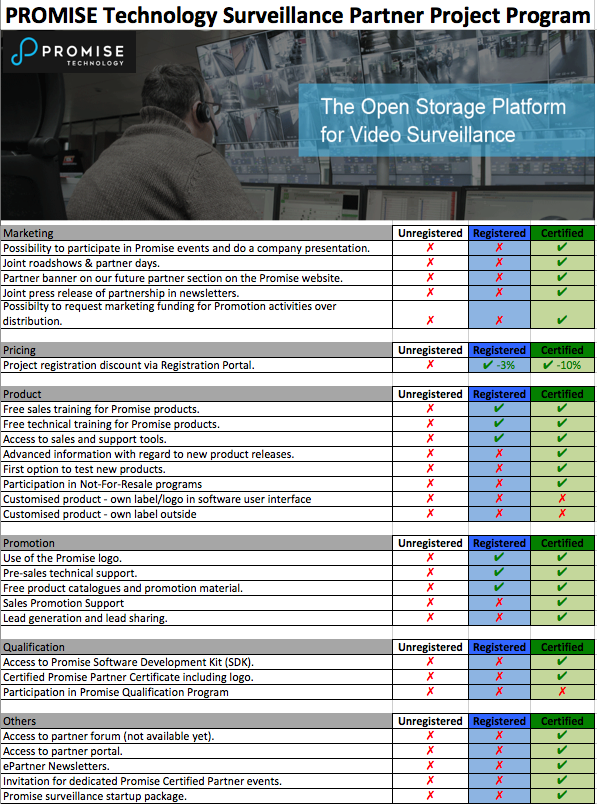 PROMISE Technology Surveillance Partner Project Program
PROMISE
TECHNOLOGY
The Open Storage Platform
for Video Surveillance
Marketing Unregistered Registered Certified
Possibility to participate in Promise events and do a company presentation. ✗ ✗ ✔
Joint roadshows & partner days. ✗ ✗ ✔
Partner banner on our future partner section on the Promise website. ✗ ✗ ✔
Joint press release of partnership in newsletters. ✗ ✗ ✔
Possibilty to request marketing funding for Promotion activities over
distribution. ✗ ✗ ✔
Pricing Unregistered Registered Certified
Project registration discount via Registration Portal. ✗ ✔ -3% ✔ -10%
Product Unregistered Registered Certified
Free sales training for Promise products. ✗ ✔ ✔
Free technical training for Promise products. ✗ ✔ ✔
Access to sales and support tools. ✗ ✔ ✔
Advanced information with regard to new product releases. ✗ ✗ ✔
First option to test new products. ✗ ✗ ✔
Participation in Not-For-Resale programs ✗ ✗ ✔
Customised product - own label/logo in software user interface ✗ ✗ ✗
Customised product - own label outside ✗ ✗ ✗
Promotion Unregistered Registered Certified
Use of the Promise logo. ✗ ✔ ✔
Pre-sales technical support. ✗ ✔ ✔
Free product catalogues and promotion material. ✗ ✔ ✔
Sales Promotion Support ✗ ✗ ✔
Lead generation and lead sharing. ✗ ✗ ✔
Qualification Unregistered Registered Certified
Access to Promise Software Development Kit (SDK). ✗ ✗ ✔
Certified Promise Partner Certificate including logo. ✗ ✗ ✔
Participation in Promise Qualification Program ✗ ✗ ✗
Others Unregistered Registered Certified
Access to partner forum (not available yet). ✗ ✗ ✔
Access to partner portal. ✗ ✗ ✔
ePartner Newsletters. ✗ ✗ ✔
Invitation for dedicated Promise Certified Partner events. ✗ ✗ ✔
Promise surveillance startup package. ✗ ✗ ✔